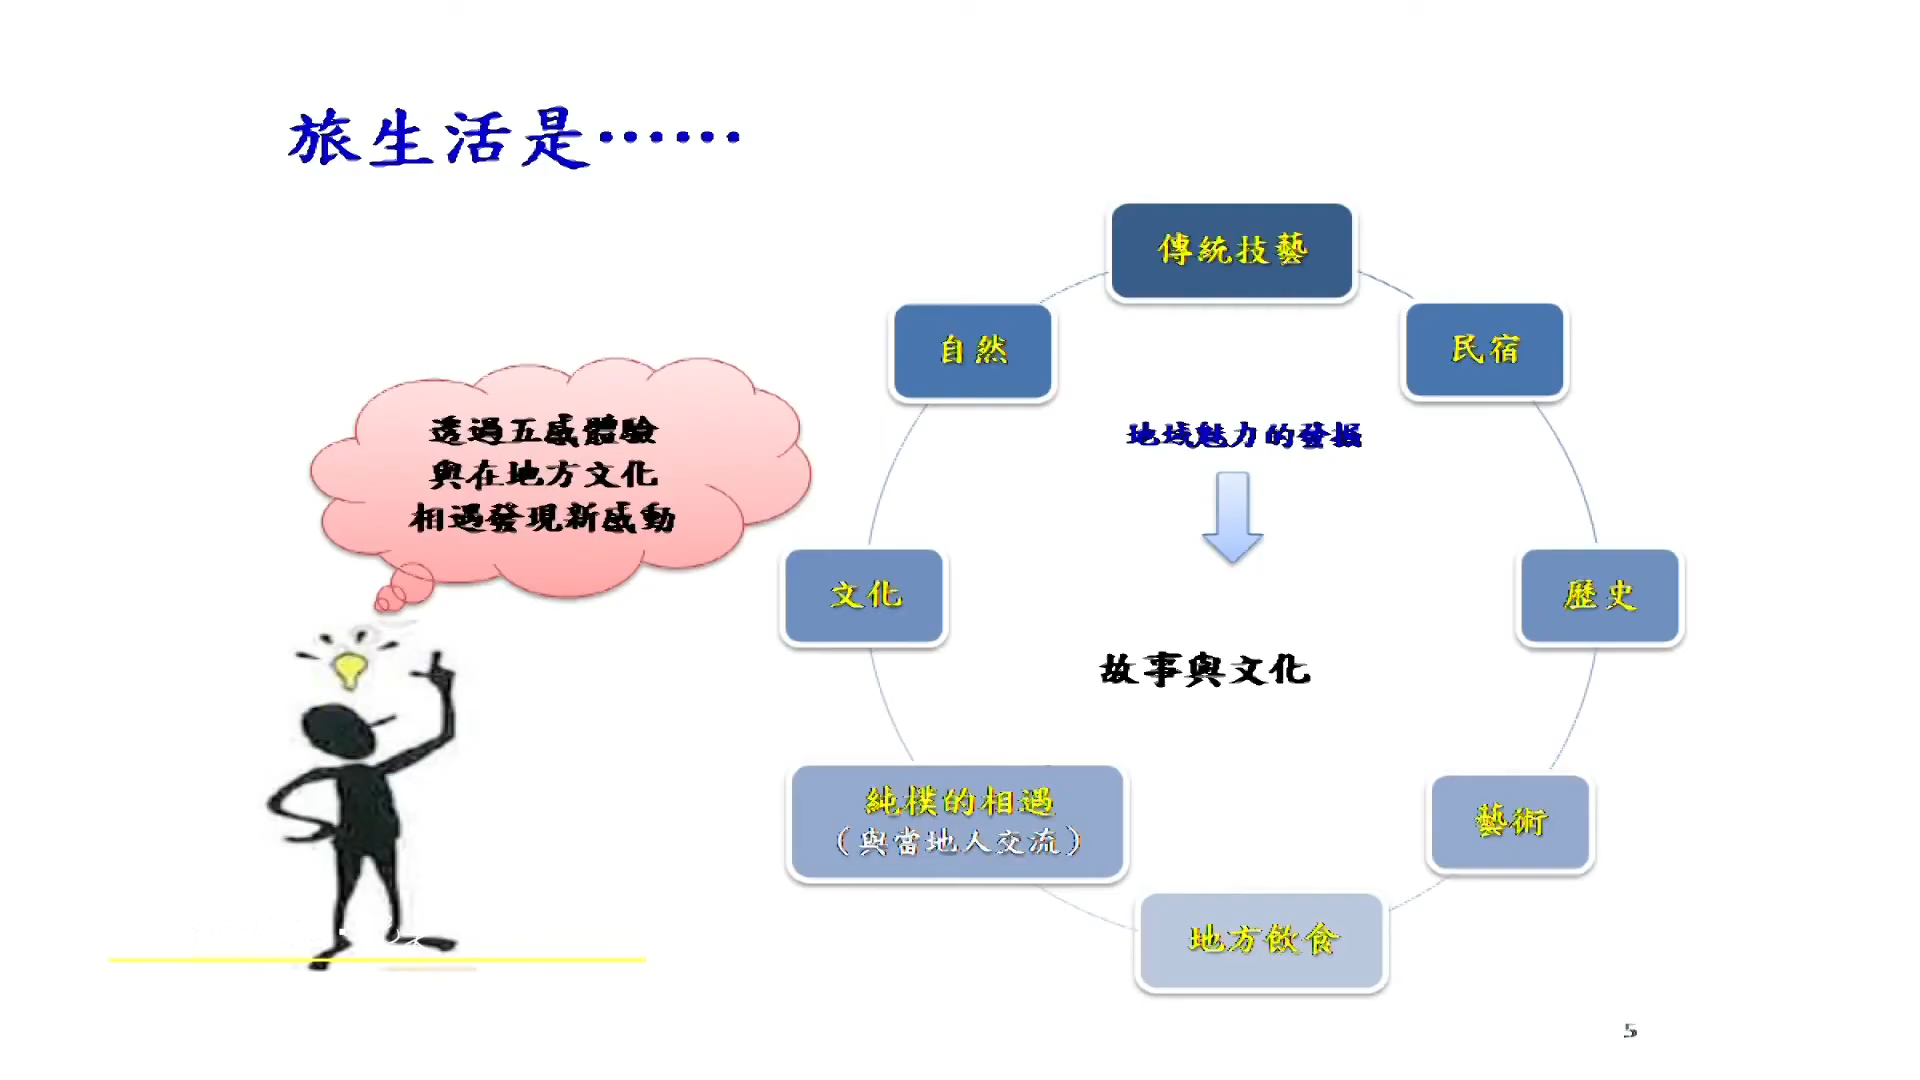 旅生活是……
傳統技藝
自然
民宿
透過五感體驗
與在地方文化
相遇發現新感動
地域魅力的發掘
文化
歷史
故事與文化
純樸的相遇
（與當地人交流）
藝術
地方飲食
5